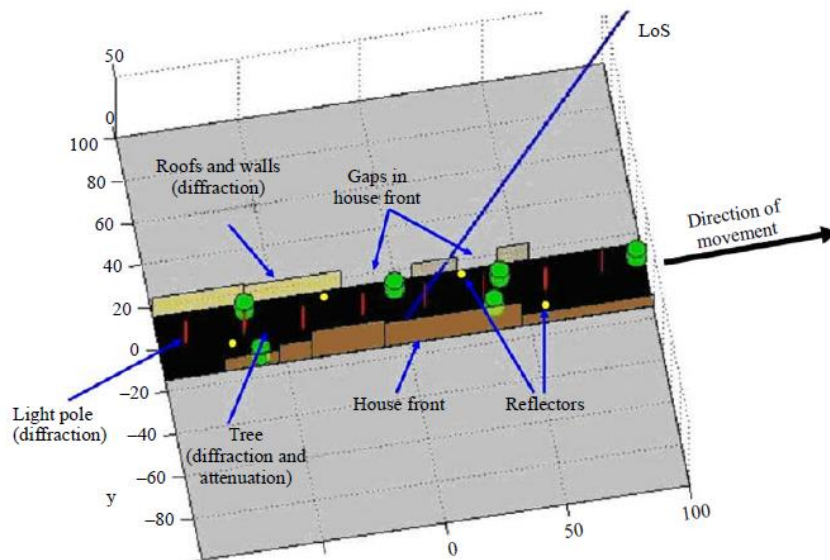 50
0
100
80
60
40
20
0
–20
–40
–60
–80
y
0
50
100
LoS
Roofs and walls
(diffraction)
Gaps in
house front
Direction of
movement
Light pole
(diffraction)
Tree
(diffraction and
attenuation)
House front
Reflectors